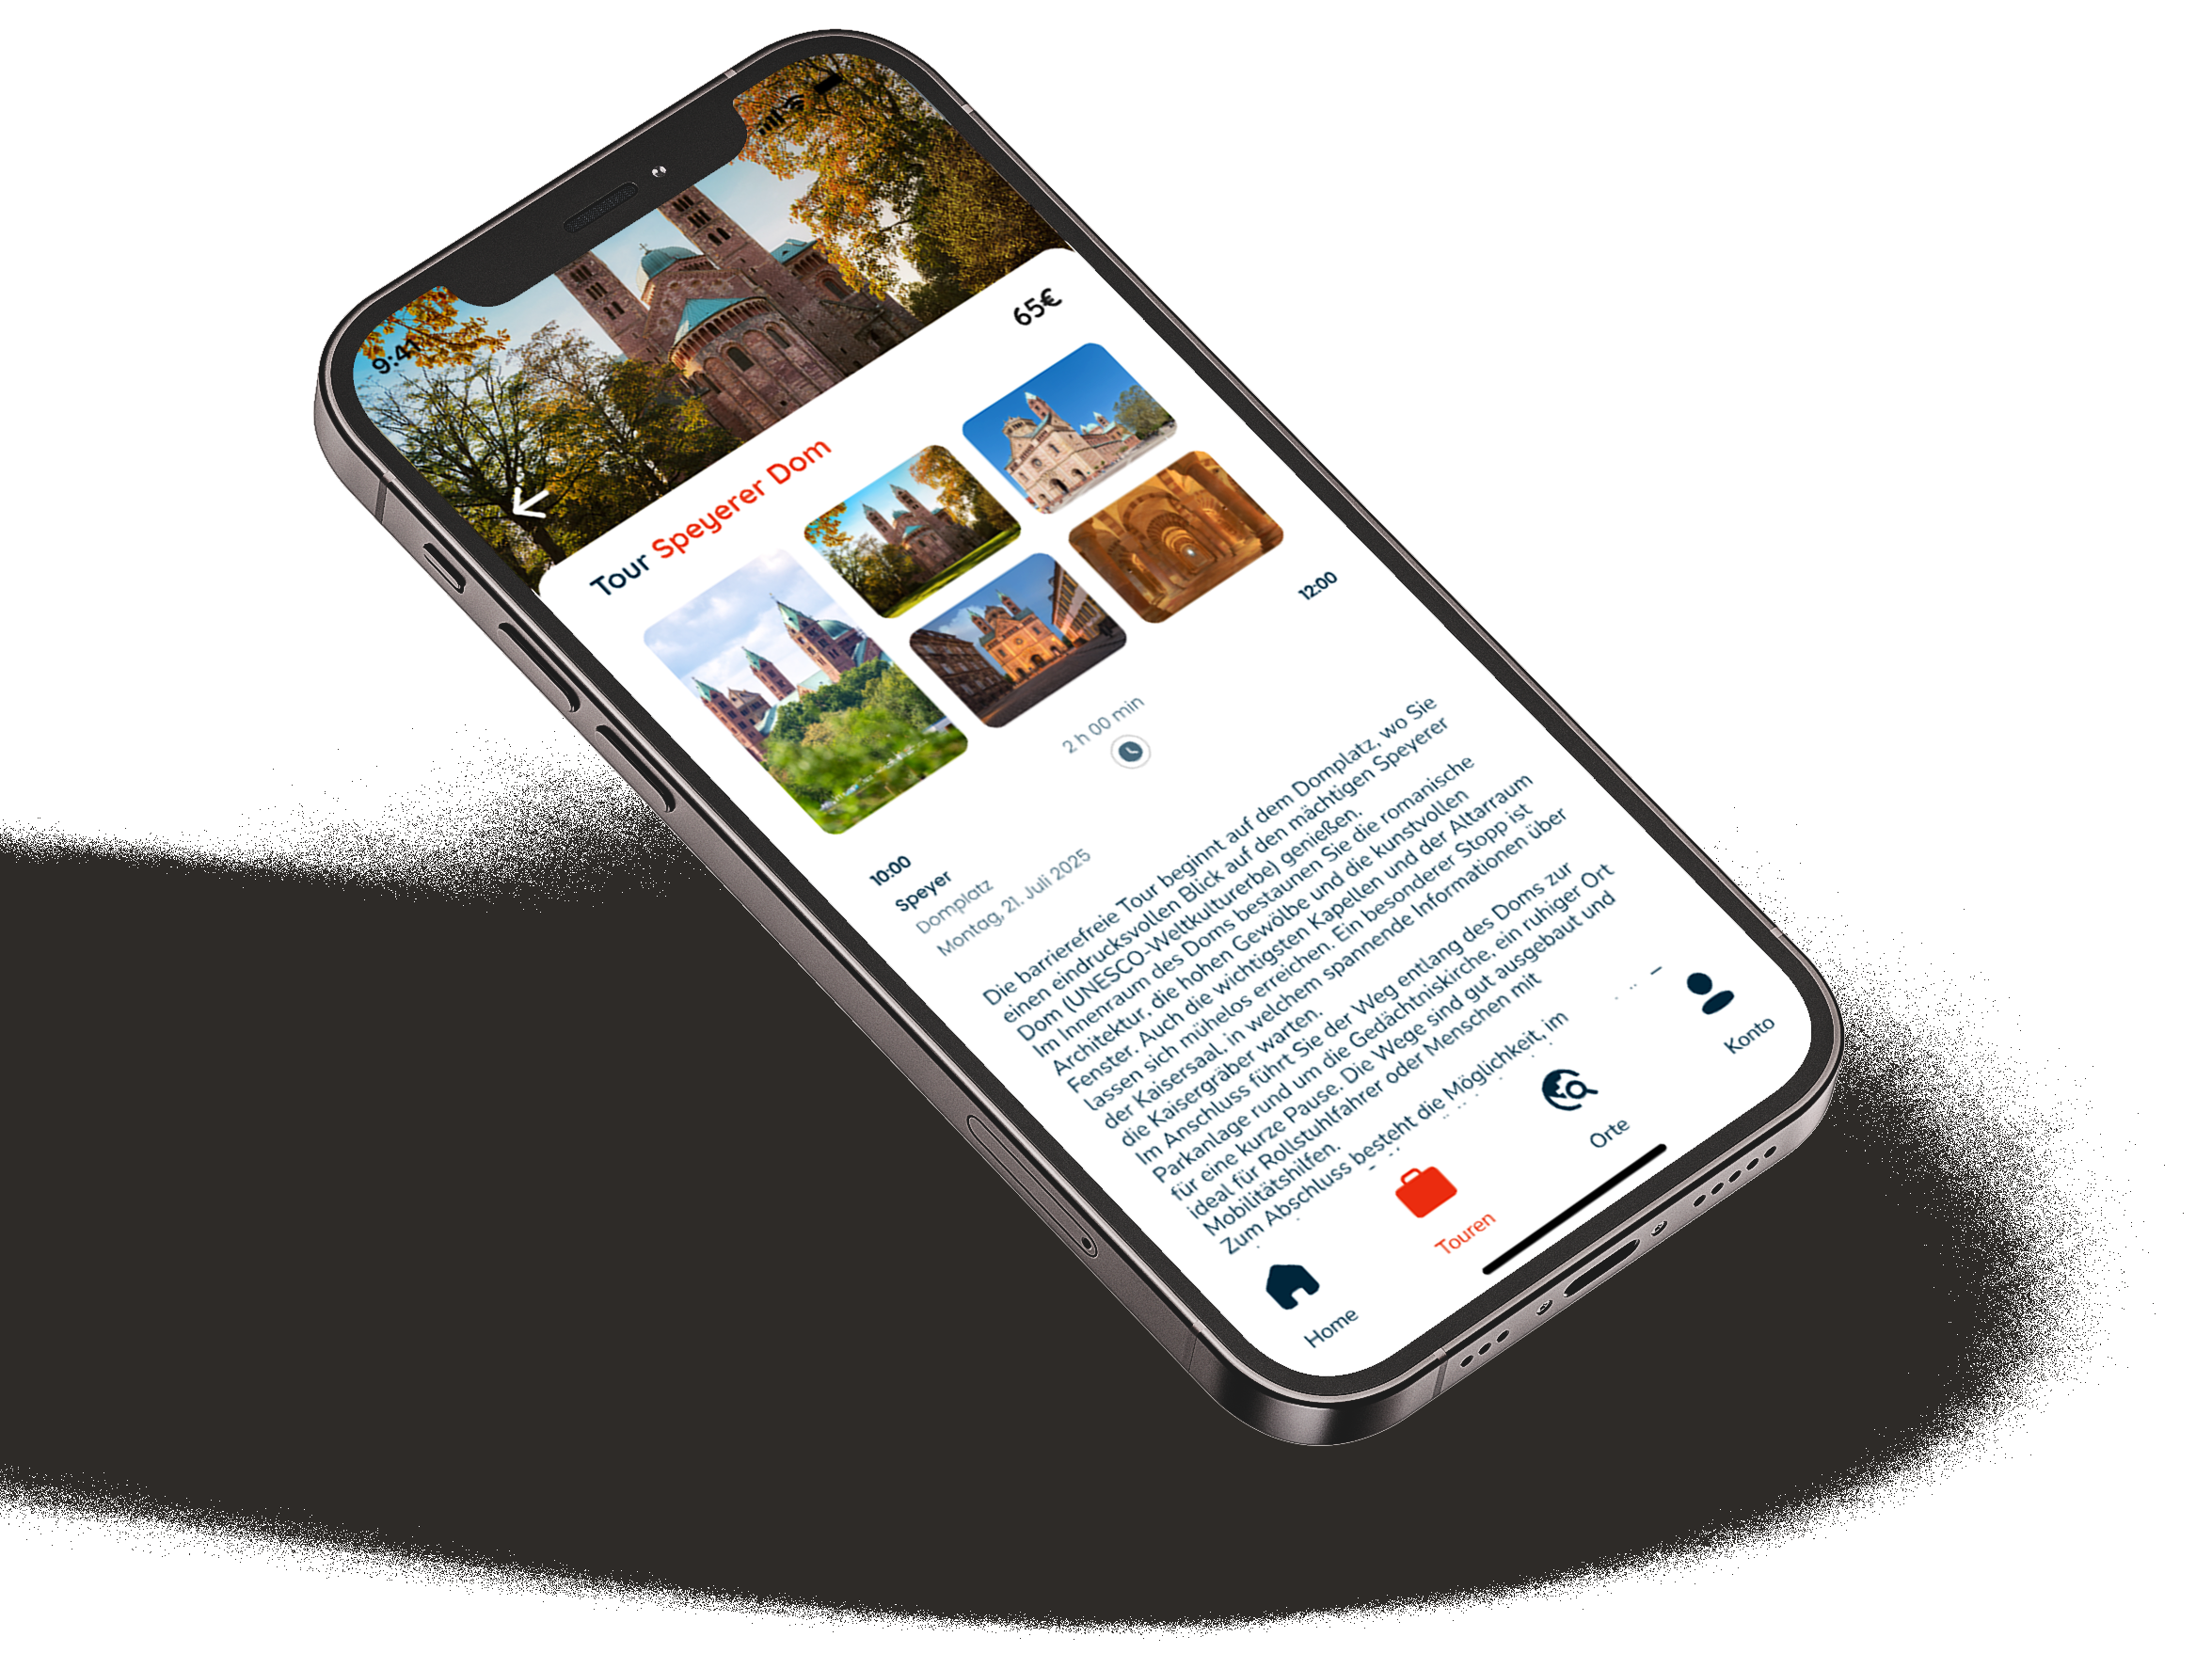 9:41
Tour Speyerer Dom
65€
2 h 00 min
10:00
12:00
Speyer
Domplatz
Montag, 21. Juli 2025
Die barrierefreie Tour beginnt auf dem Domplatz, wo Sie
einen eindrucksvollen Blick auf den mächtigen Speyerer
Dom (UNESCO-Weltkulturerbe) genießen.
Im Innenraum des Doms bestaunen Sie die romanische
Architektur, die hohen Gewölbe und die kunstvollen
Fenster. Auch die wichtigsten Kapellen und der Altarraum
lassen sich mühelos erreichen. Ein besonderer Stopp ist
der Kaisersaal, in welchem spannende Informationen über
die Kaisergräber warten.
Im Anschluss führt Sie der Weg entlang des Doms zur
Parkanlage rund um die Gedächtniskirche, ein ruhiger Ort
für eine kurze Pause. Die Wege sind gut ausgebaut und
ideal für Rollstuhlfahrer oder Menschen mit
Mobilitätshilfen.
Zum Abschluss besteht die Möglichkeit, im
Home
Touren
Orte
Konto